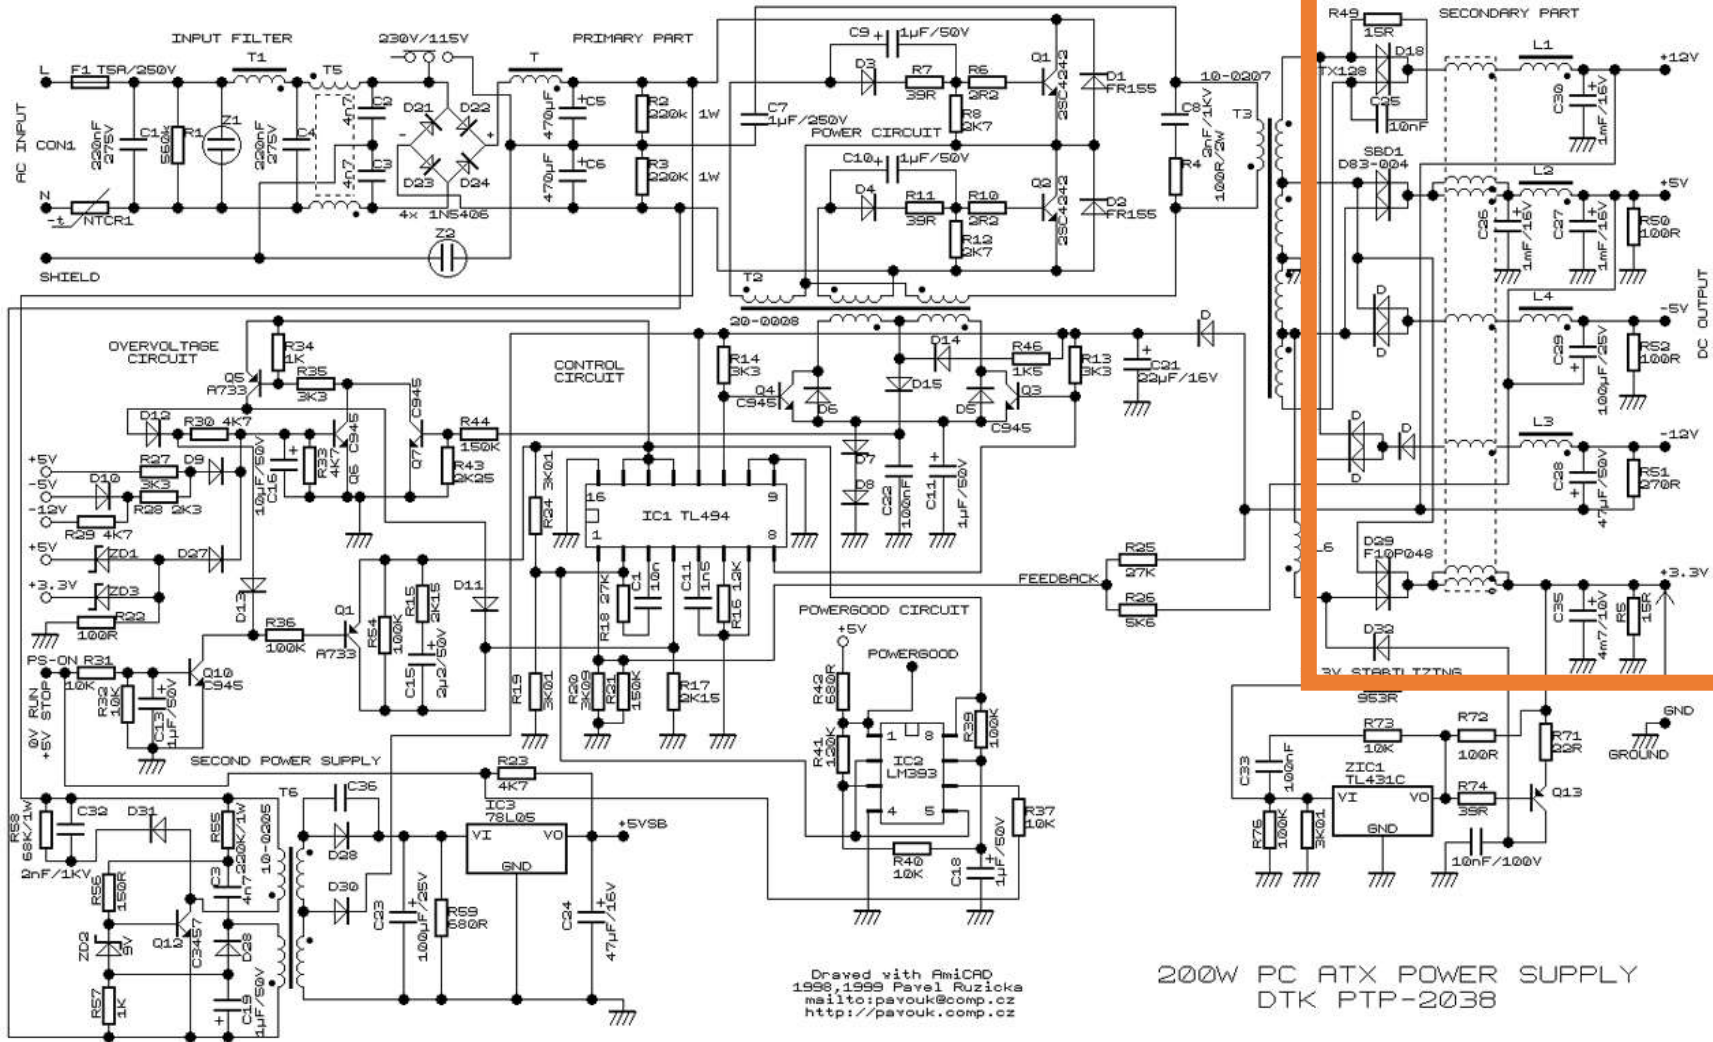 INPUT FILTER
230V/115V
PRIMARY PART
SECONDARY PART
L
F1 T5A/250V
T1
T5
T
AC INPUT
CON1
220nF
275V
C1
R1
560k
Z1
220nF
275V
C4
4n7
C2
4n7
C3
D21
D22
D23
D24
4x 1N5406
N
-t
NTCR1
Z2
SHIELD
470µF
C5
470µF
C6
R2
220k 1W
R3
220K 1W
C7
1µF/250V
C9
1µF/50V
D3
R7
39R
R6
2R2
R8
2K7
Q1
2SC4242
D1
FR155
POWER CIRCUIT
C10
1µF/50V
D4
R11
39R
R10
2R2
R12
2K7
Q2
2SC4242
D2
FR155
10-0207
T3
C8
2nF/1KV
R4
100R/2W
T2
20-0008
R49
15R
D18
TX128
C25
10nF
SBD1
D83-004
L1
+12V
C30
1mF/16V
L2
+5V
C26
1mF/16V
C27
1mF/16V
R50
100R
L4
-5V
D
D
C29
100µF/25V
R52
100R
DC OUTPUT
L3
-12V
D
D
D
C28
47µF/50V
R51
270R
L6
D29
F10P048
+3.3V
D32
C35
4m7/10V
R5
15R
3V STABILIZING
953R
OVERVOLTAGE
CIRCUIT
R34
1K
Q5
A733
R35
3K3
C945
D12
R30 4K7
C945
Q7
R44
150K
R43
2K25
+5V
R27
3K3
D9
10µF/50V
C16
R33
4K7
Q6
-5V
D10
R28 2K3
-12V
R29 4K7
+5V
ZD1
D27
+3.3V
ZD3
R22
100R
D13
R36
100K
Q1
A733
R54
100K
R15
2K15
C15
2µ2/50V
D11
PS-ON
R31
10K
0V RUN
+5V STOP
R32
10K
C13
1µF/50V
Q10
C945
CONTROL
CIRCUIT
R14
3K3
Q4
C945
D6
D14
D15
R46
1K5
D5
Q3
C945
R13
3K3
C21
22µF/16V
D
D7
D8
C22
100nF
C11
1µF/50V
R24
3K01
16
9
IC1 TL494
1
8
R18
27K
C1
10n
C11
1n5
R16
12K
R19
3K01
R20
3K09
R21
150K
R17
2K15
FEEDBACK
R25
27K
R26
5K6
POWERGOOD CIRCUIT
+5V
POWERGOOD
R42
680R
R41
120K
1
8
IC2
LM393
4
5
R39
100K
R37
10K
R40
10K
C18
1µF/50V
SECOND POWER SUPPLY
R58
68K/1W
C32
2nF/1KV
D31
R55
220K/1W
10-0205
T6
C36
D28
D30
R23
4K7
IC3
78L05
VI
VO
GND
+5VSB
R56
150R
C3
4n7
ZD2
9V
Q12
C3457
D28
R57
1K
C19
1µF/50V
C23
100µF/25V
R59
680R
C24
47µF/16V
R73
10K
R72
100R
R71
22R
GND
GROUND
C33
100nF
ZIC1
TL431C
VI
VO
GND
R74
39R
Q13
R76
100K
3K01
10nF/100V
Drawed with AmiCAD
1998,1999 Pavel Ruzicka
mailto:pavouk@comp.cz
http://pavouk.comp.cz
200W PC ATX POWER SUPPLY
DTK PTP-2038